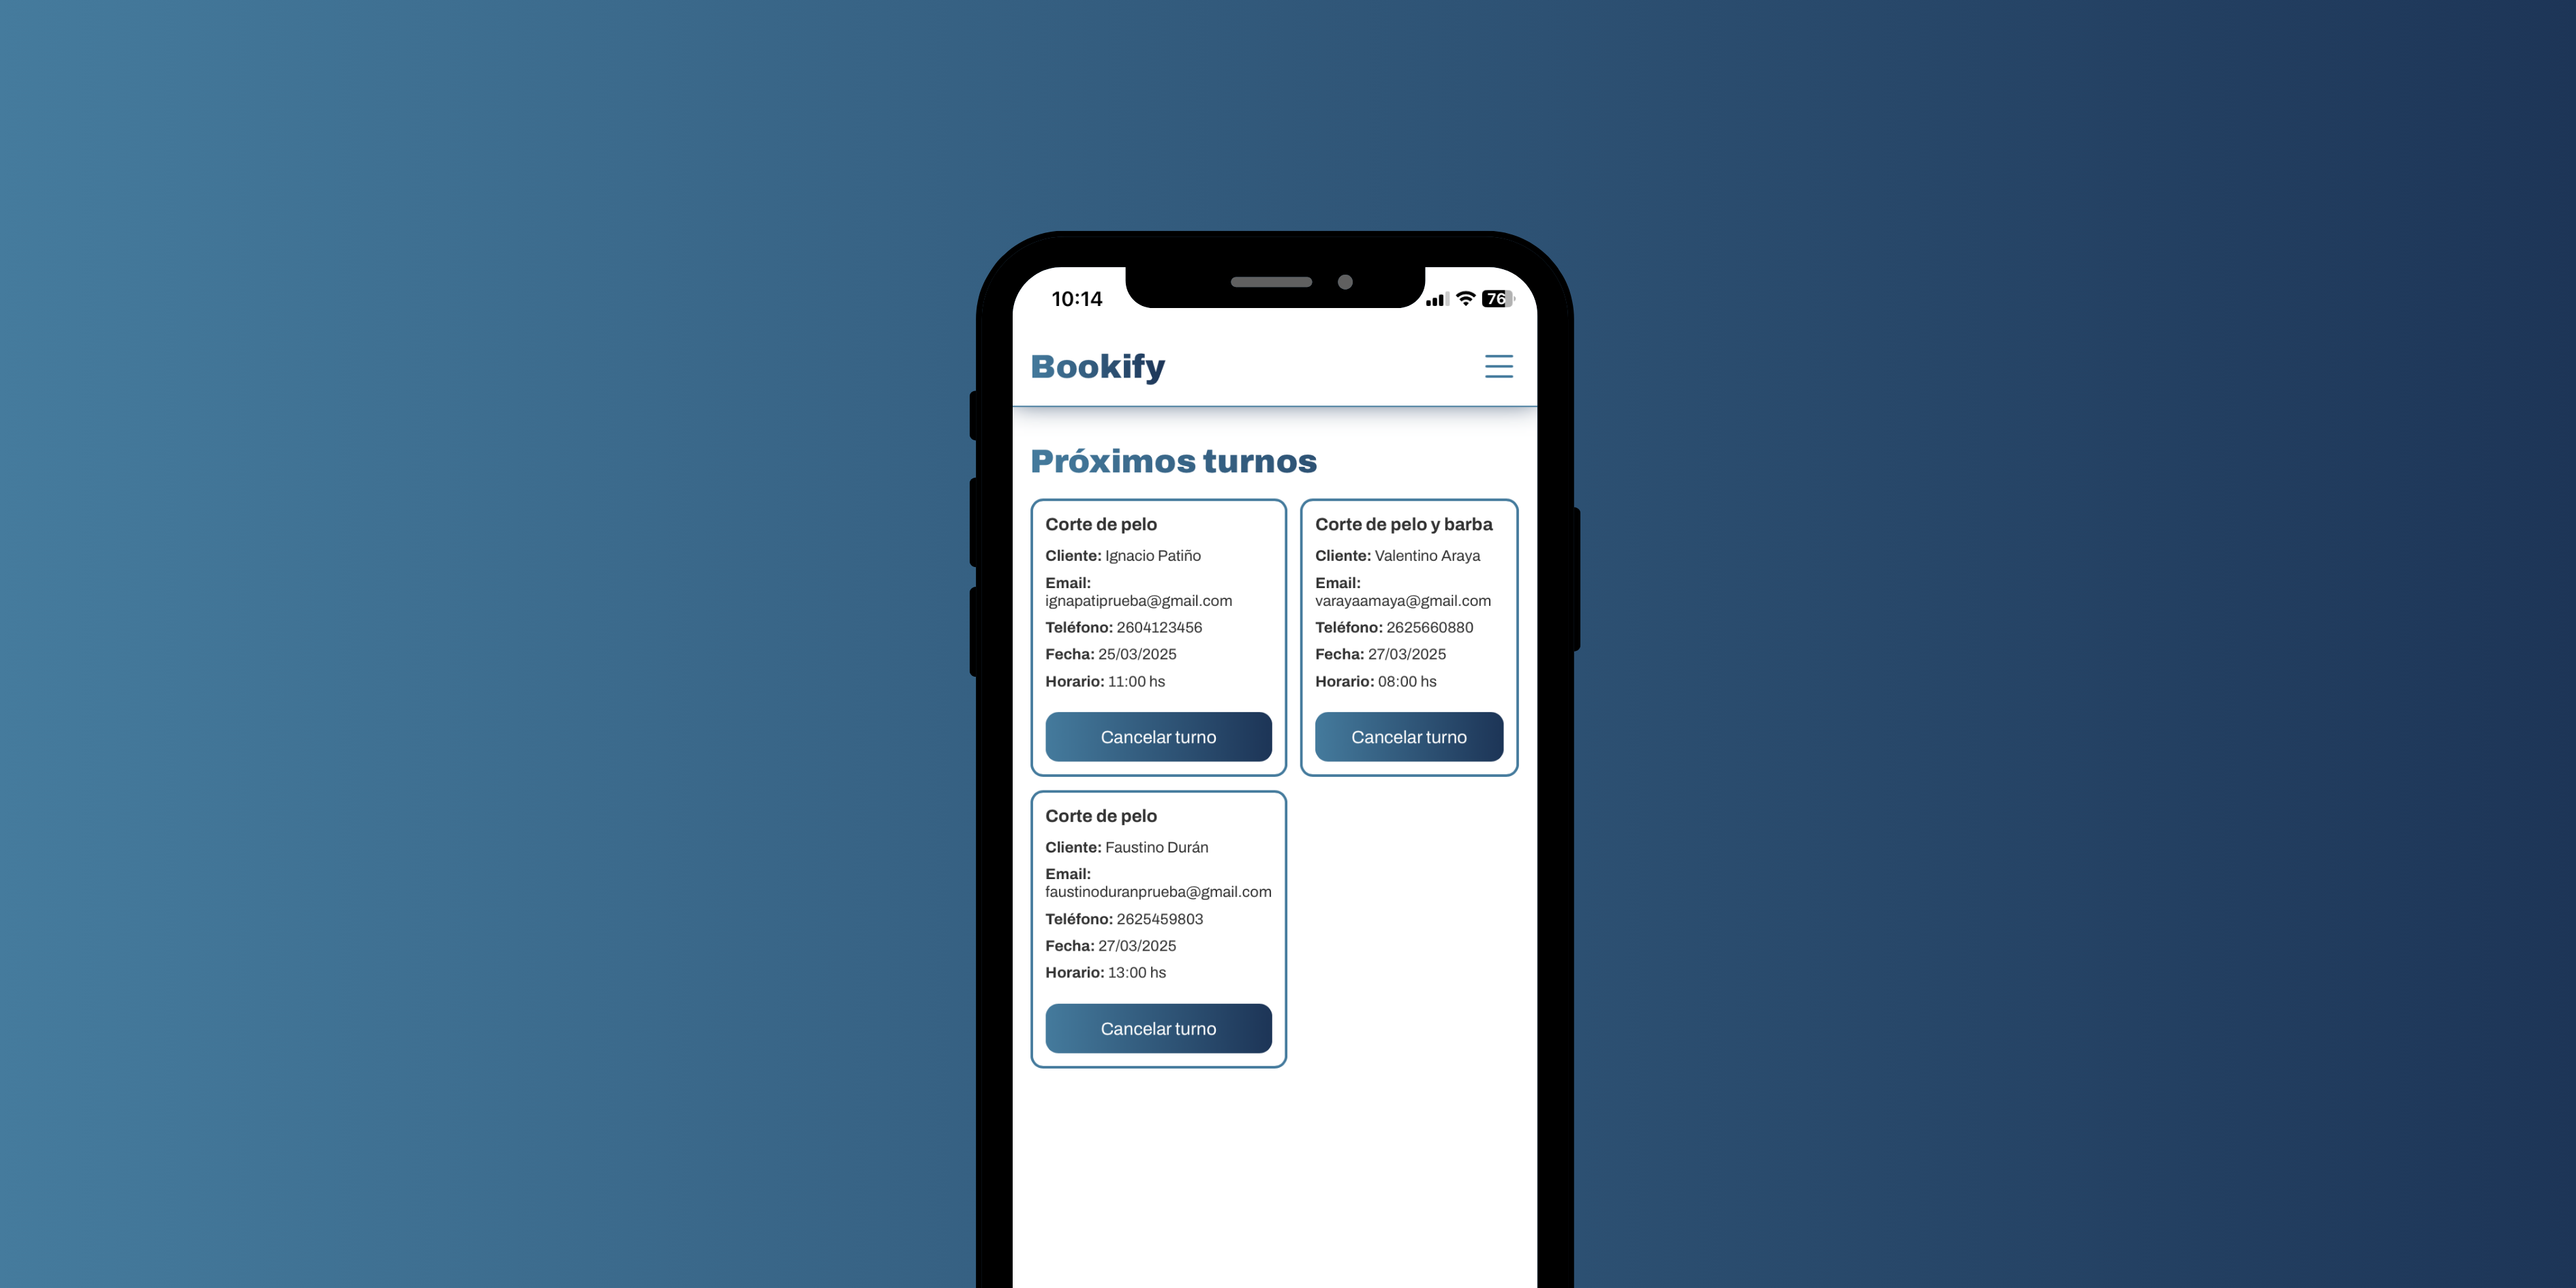 10:14
76
Bookify
Próximos turnos
Corte de pelo
Cliente: Ignacio Patiño
Email:
ignapatiprueba@gmail.com
Teléfono: 2604123456
Fecha: 25/03/2025
Horario: 11:00 hs
Cancelar turno
Corte de pelo y barba
Cliente: Valentino Araya
Email:
varayaamaya@gmail.com
Teléfono: 2625660880
Fecha: 27/03/2025
Horario: 08:00 hs
Cancelar turno
Corte de pelo
Cliente: Faustino Durán
Email:
faustinoduranprueba@gmail.com
Teléfono: 2625459803
Fecha: 27/03/2025
Horario: 13:00 hs
Cancelar turno